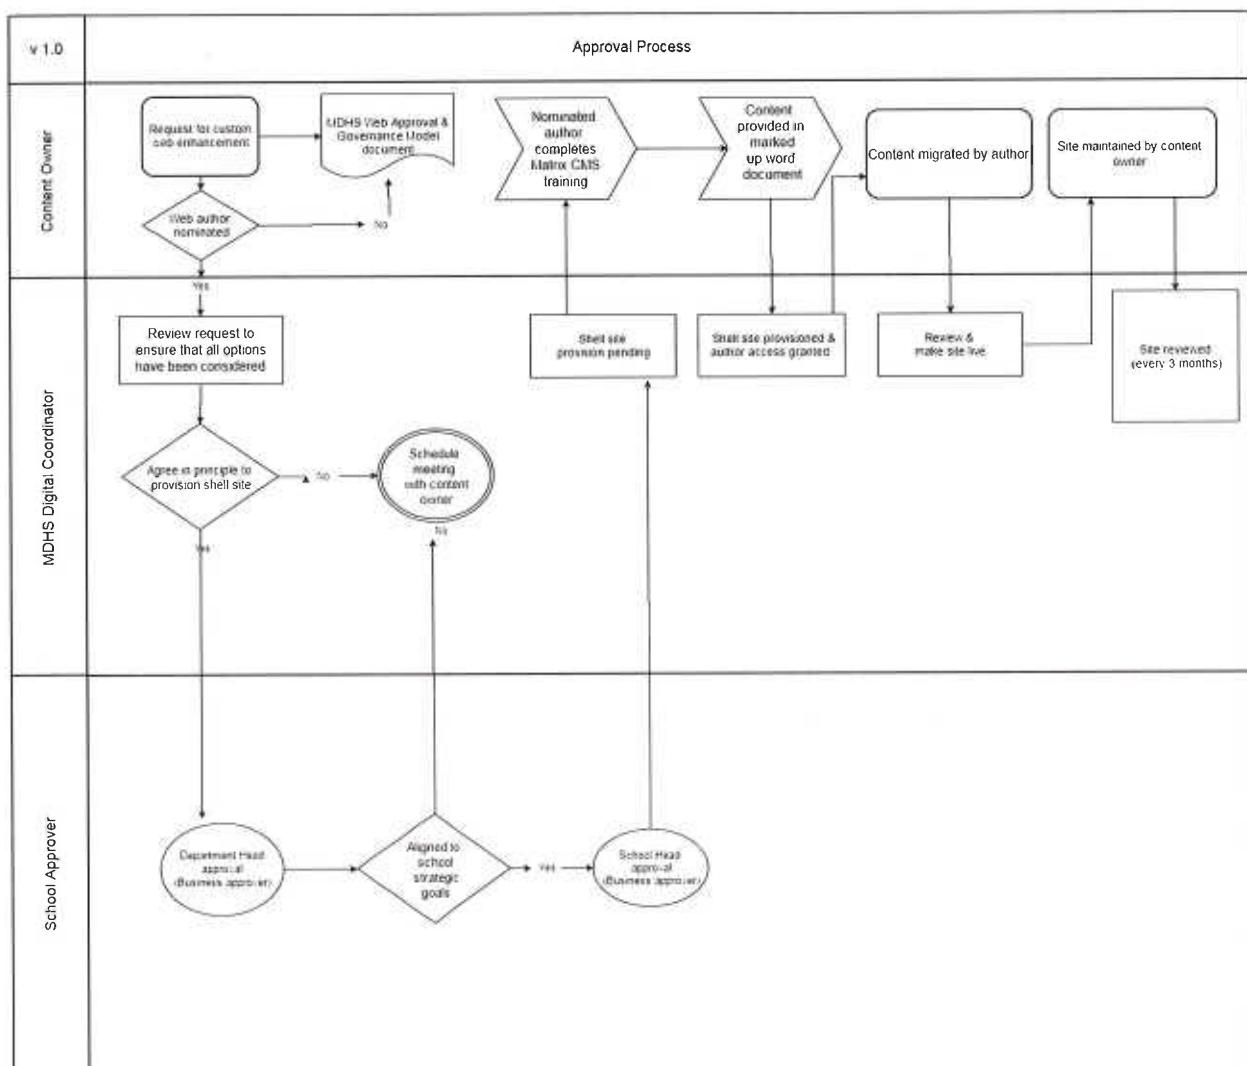 v 1.0
Approval Process
Content Owner
Request for custom
web enhancement
MDHS Web Approval &
Governance Model
document
Nominated
author
completes
Matrix CMS
training
Content
provided in
marked
up word
document
Content migrated by author
Site maintained by content
owner
Web author
nominated
No
Yes
MDHS Digital Coordinator
Review request to
ensure that all options
have been considered
Shell site
provision pending
Shell site provisioned &
author access granted
Review &
make site live
Site reviewed
(every 3 months)
Agree in principle to
provision shell site
No
Schedule
meeting
with content
owner
Yes
No
School Approver
Department Head
approval
(Business approver)
Aligned to
school
strategic
goals
Yes
School Head
approval
(Business approver)